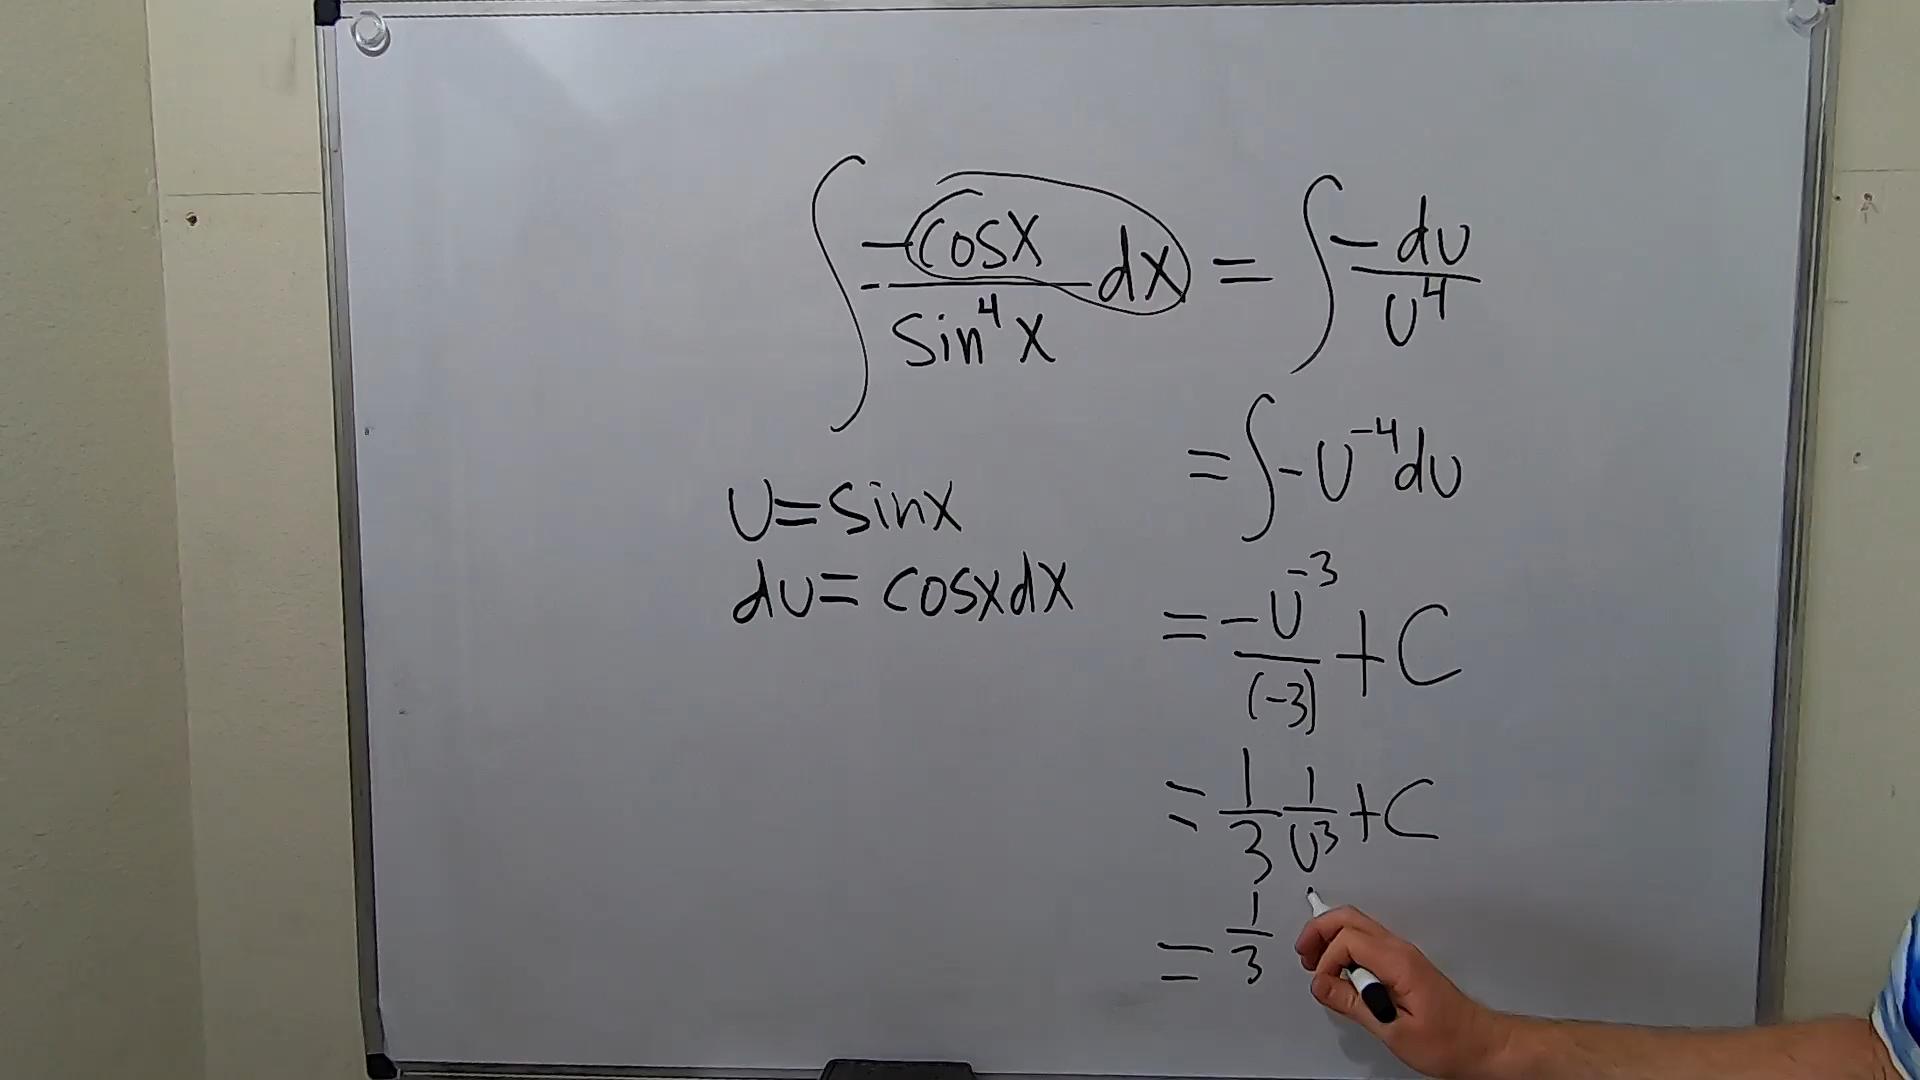 ∫ -cosx/sin⁴x dx = ∫ -du/u⁴
= ∫ -u⁻⁴du
u=sinx
du=cosxdx
= -u⁻³/(-3) + C
= 1/3 1/u³ + C
= 1/3